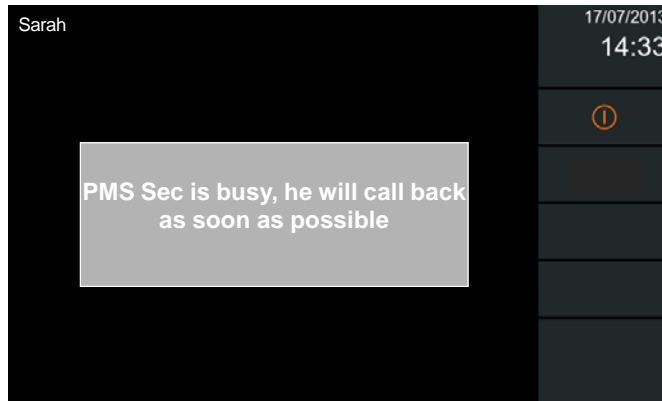 Sarah
17/07/2013
14:33
PMS Sec is busy, he will call back
as soon as possible